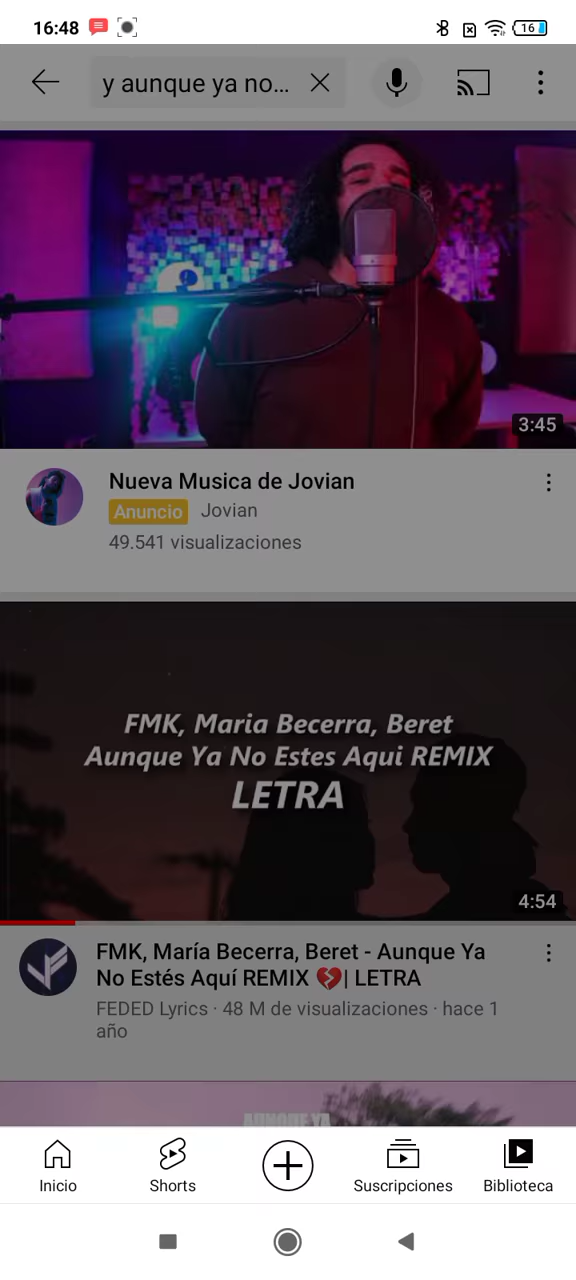 16:48
16
y aunque ya no...
3:45
Nueva Musica de Jovian
Anuncio Jovian
49.541 visualizaciones
FMK, Maria Becerra, Beret
Aunque Ya No Estes Aqui REMIX
LETRA
4:54
FMK, María Becerra, Beret - Aunque Ya
No Estés Aquí REMIX 💔| LETRA
FEDED Lyrics · 48 M de visualizaciones · hace 1
año
AUNQUE YA
Inicio
Shorts
Suscripciones
Biblioteca